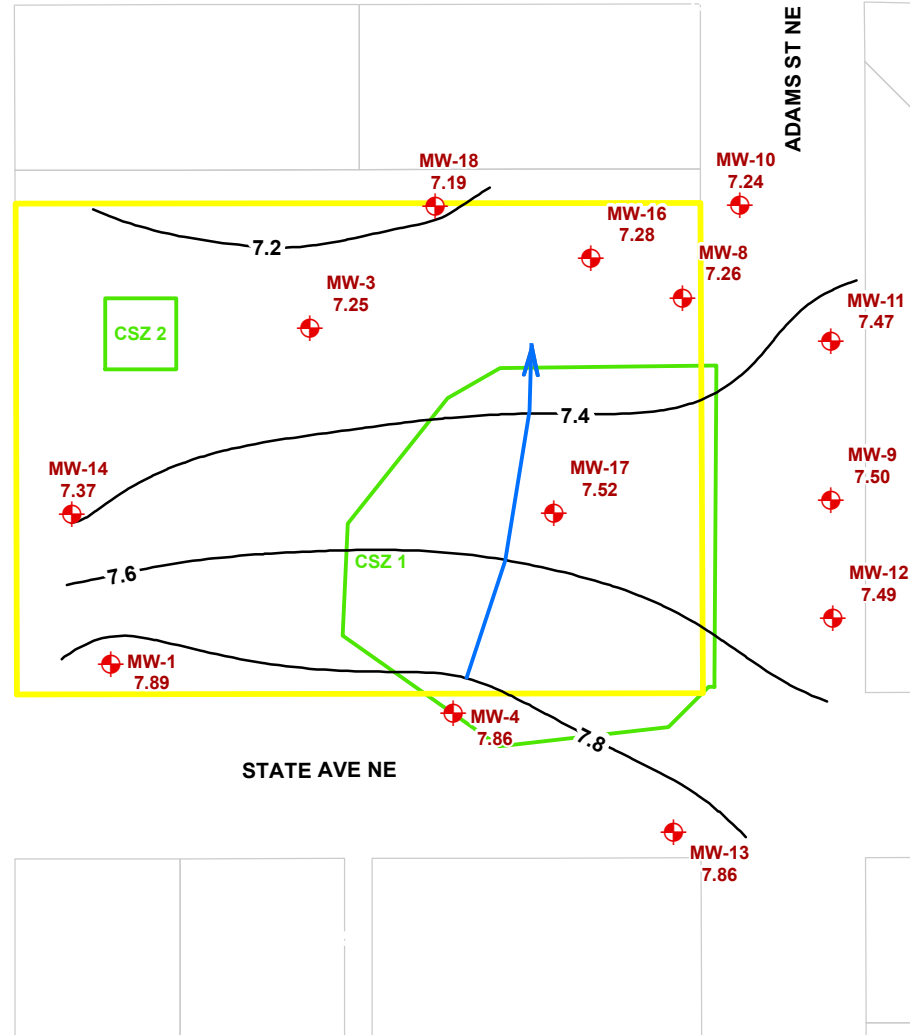 ADAMS ST NE
MW-18
7.19
MW-10
7.24
MW-16
7.28
7.2
MW-8
7.26
MW-3
7.25
MW-11
7.47
CSZ 2
7.4
MW-14
7.37
MW-17
7.52
MW-9
7.50
CSZ 1
7.6
MW-12
7.49
MW-1
7.89
MW-4
7.86
7.8
STATE AVE NE
MW-13
7.86